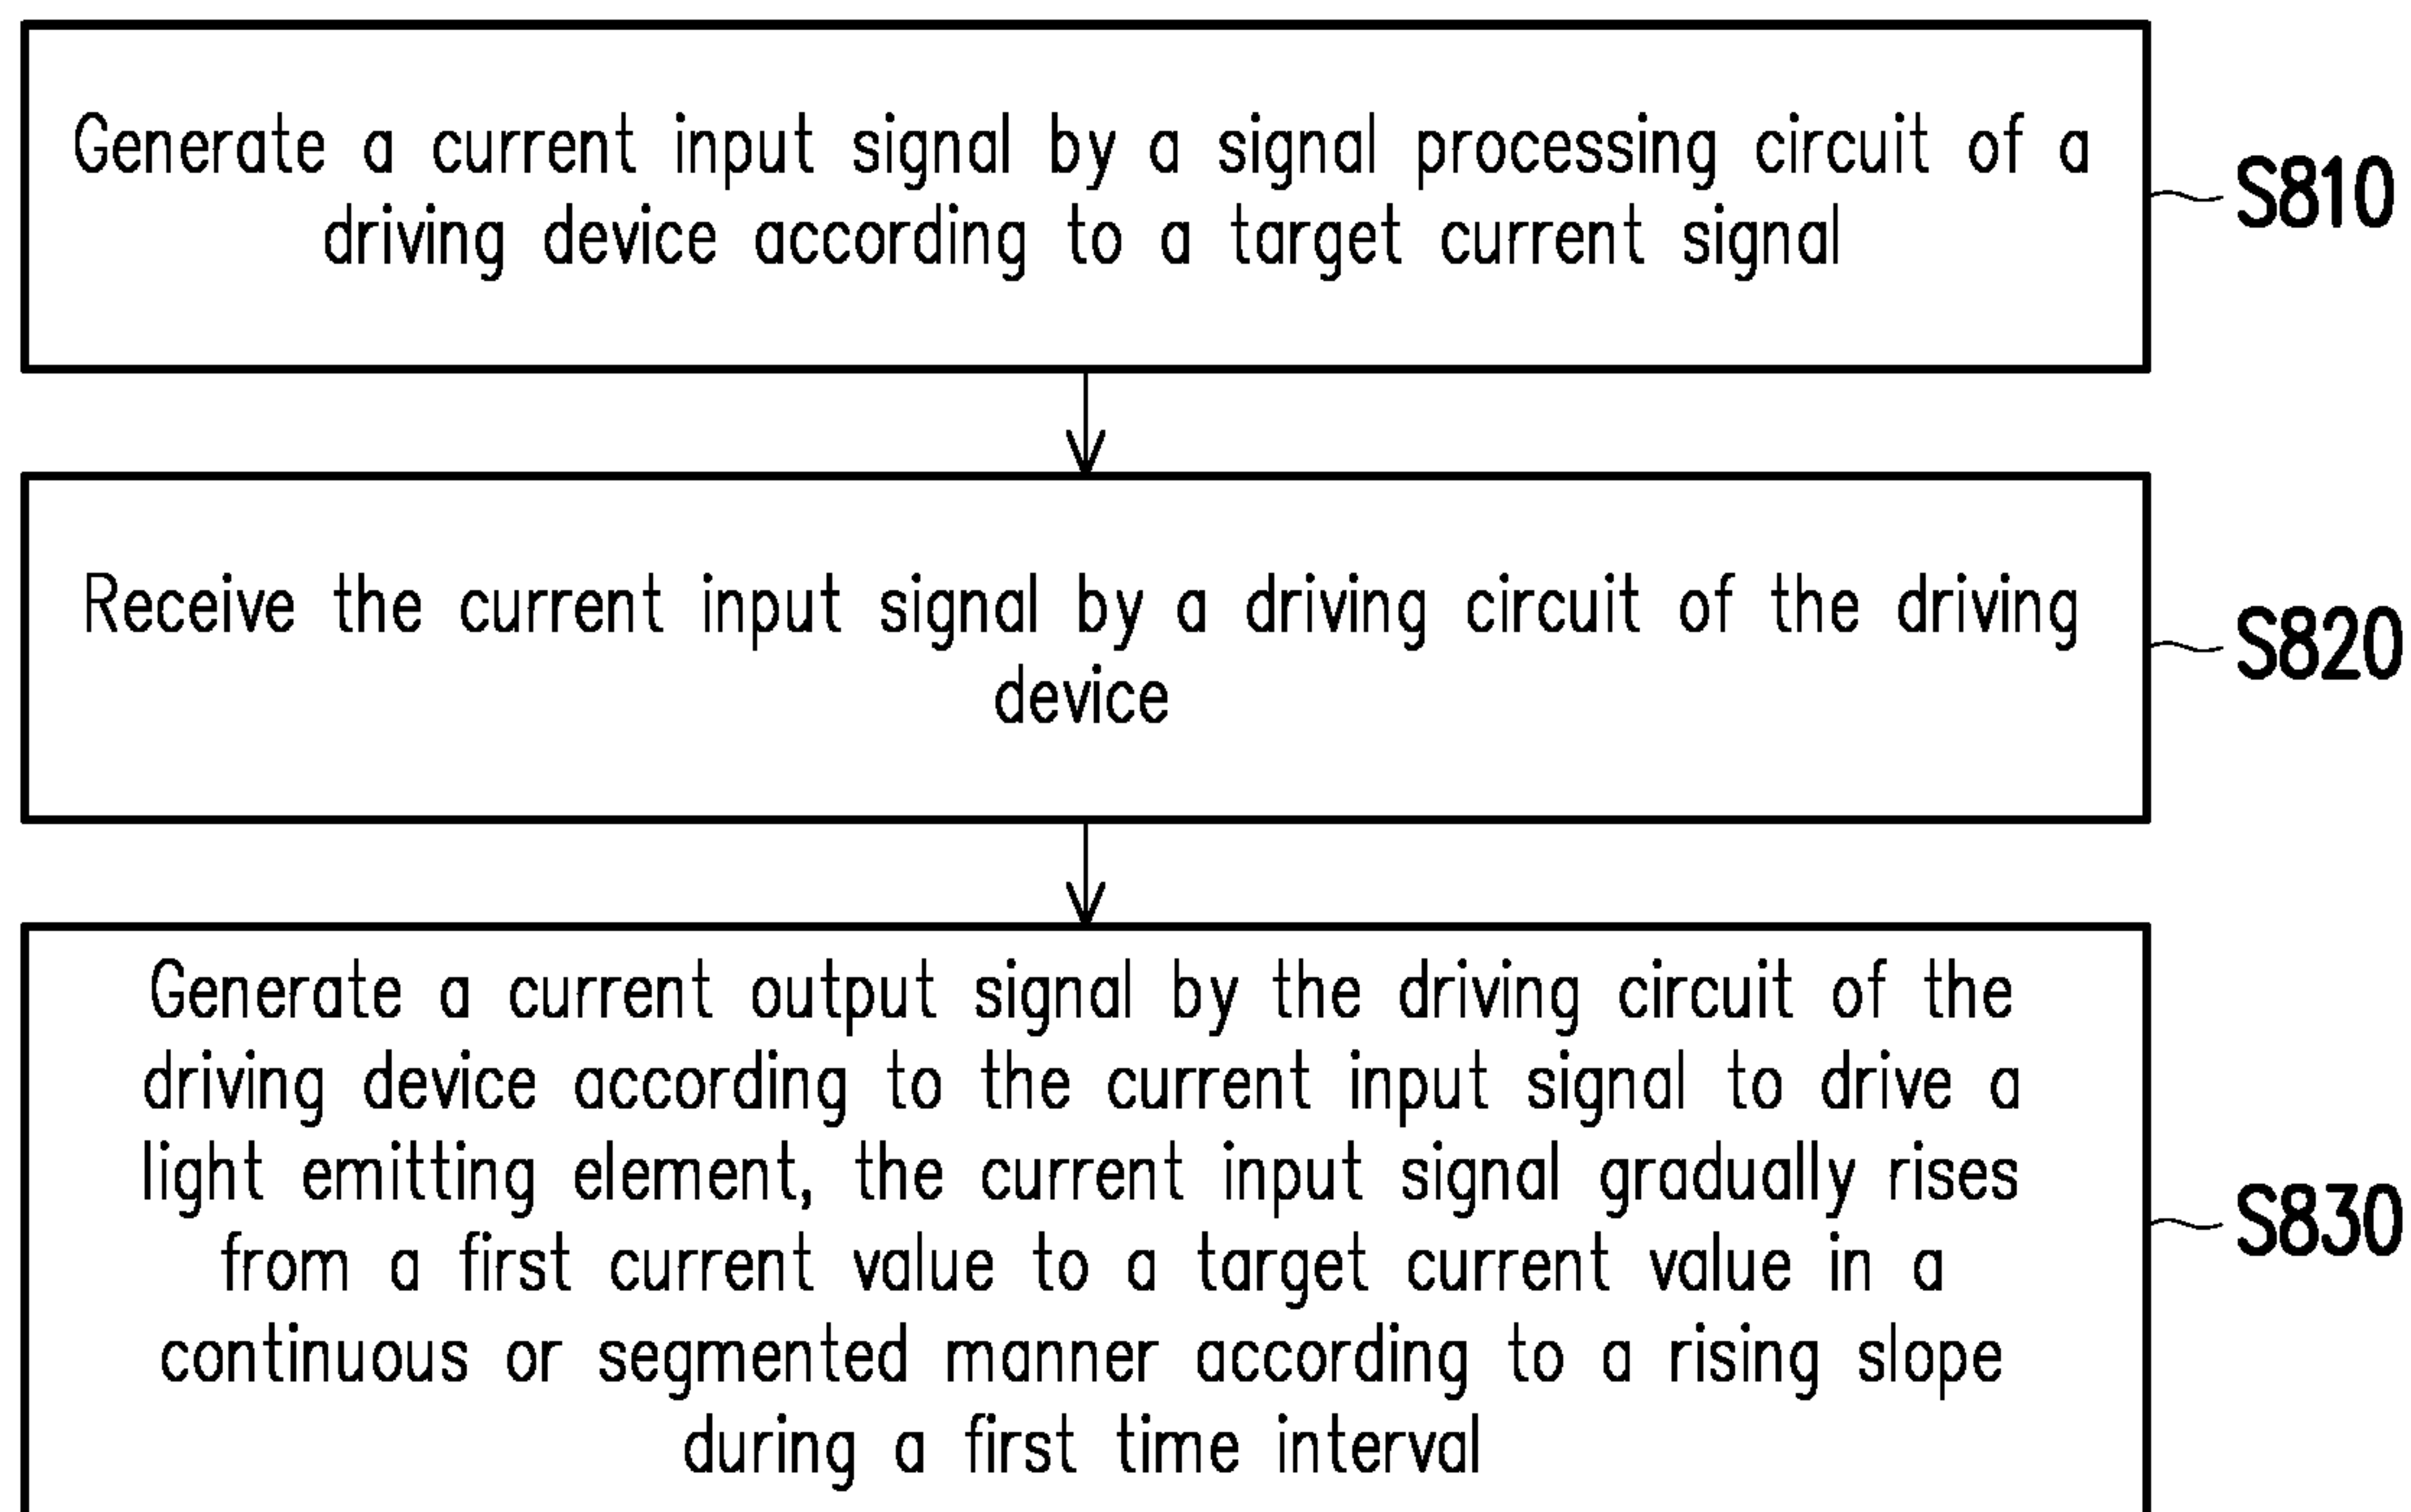 Generate a current input signal by a signal processing circuit of a
driving device according to a target current signal
S810
Receive the current input signal by a driving circuit of the driving
device
S820
Generate a current output signal by the driving circuit of the
driving device according to the current input signal to drive a
light emitting element, the current input signal gradually rises
from a first current value to a target current value in a
continuous or segmented manner according to a rising slope
during a first time interval
S830